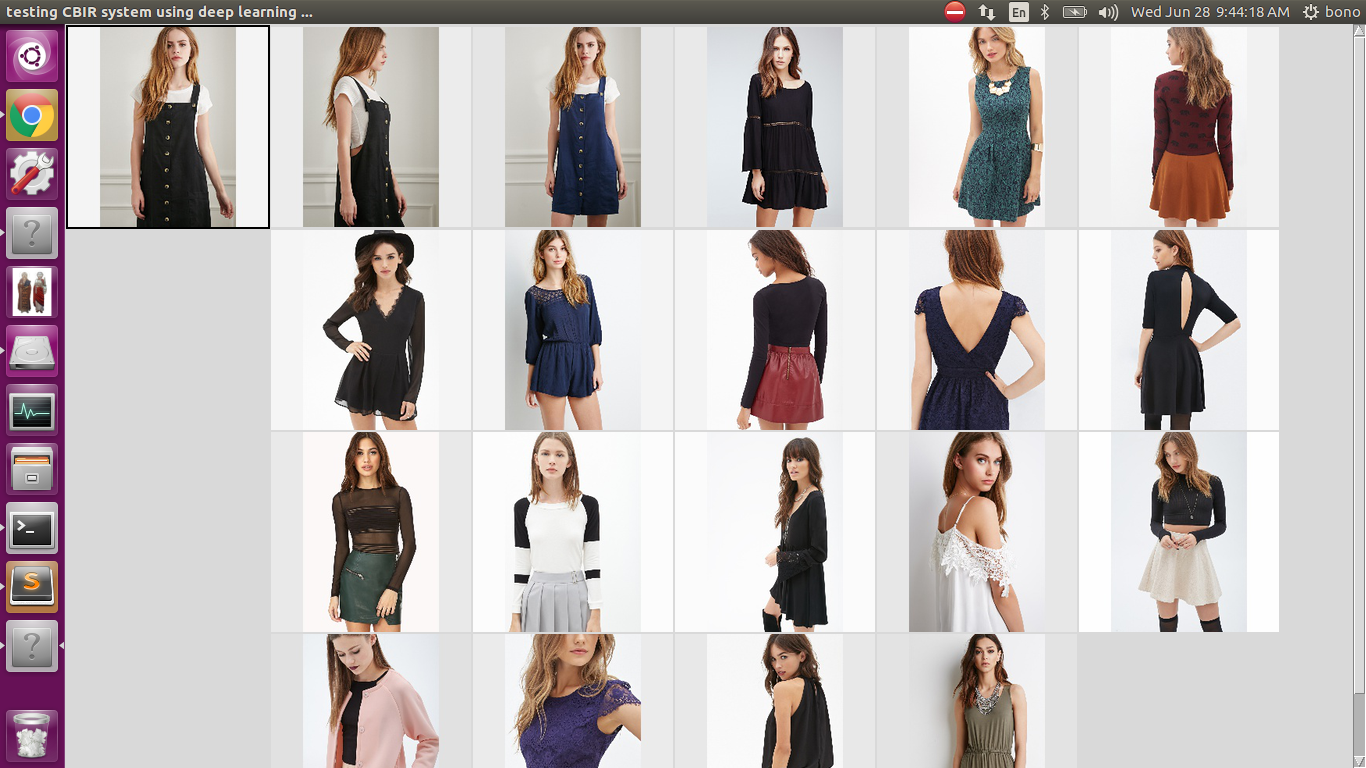 testing CBIR system using deep learning ...
En
Wed Jun 28 9:44:18 AM
bono
?
>_
S
?